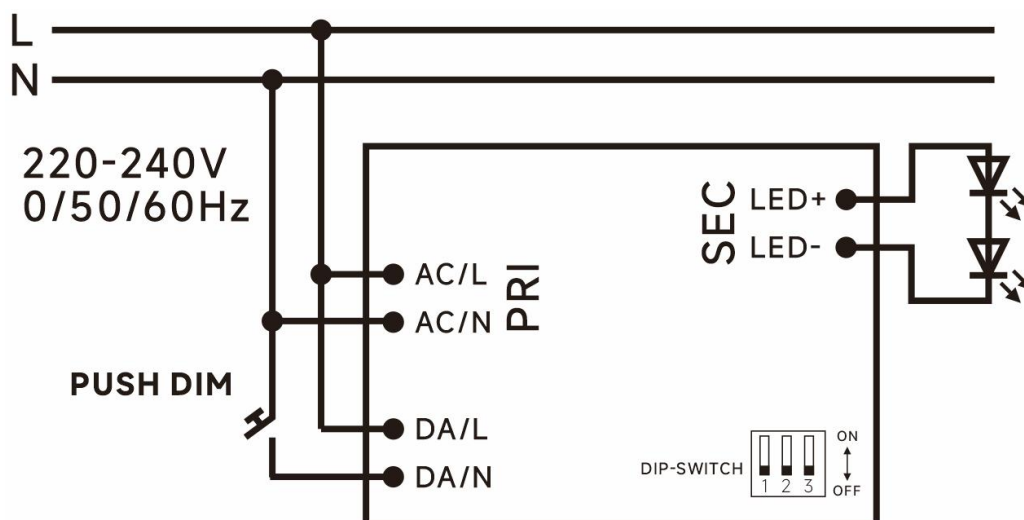 L
N
220-240V
0/50/60Hz
PUSH DIM
AC/L
AC/N
PRI
DA/L
DA/N
SEC
LED+
LED-
DIP-SWITCH
1 2 3
ON
OFF